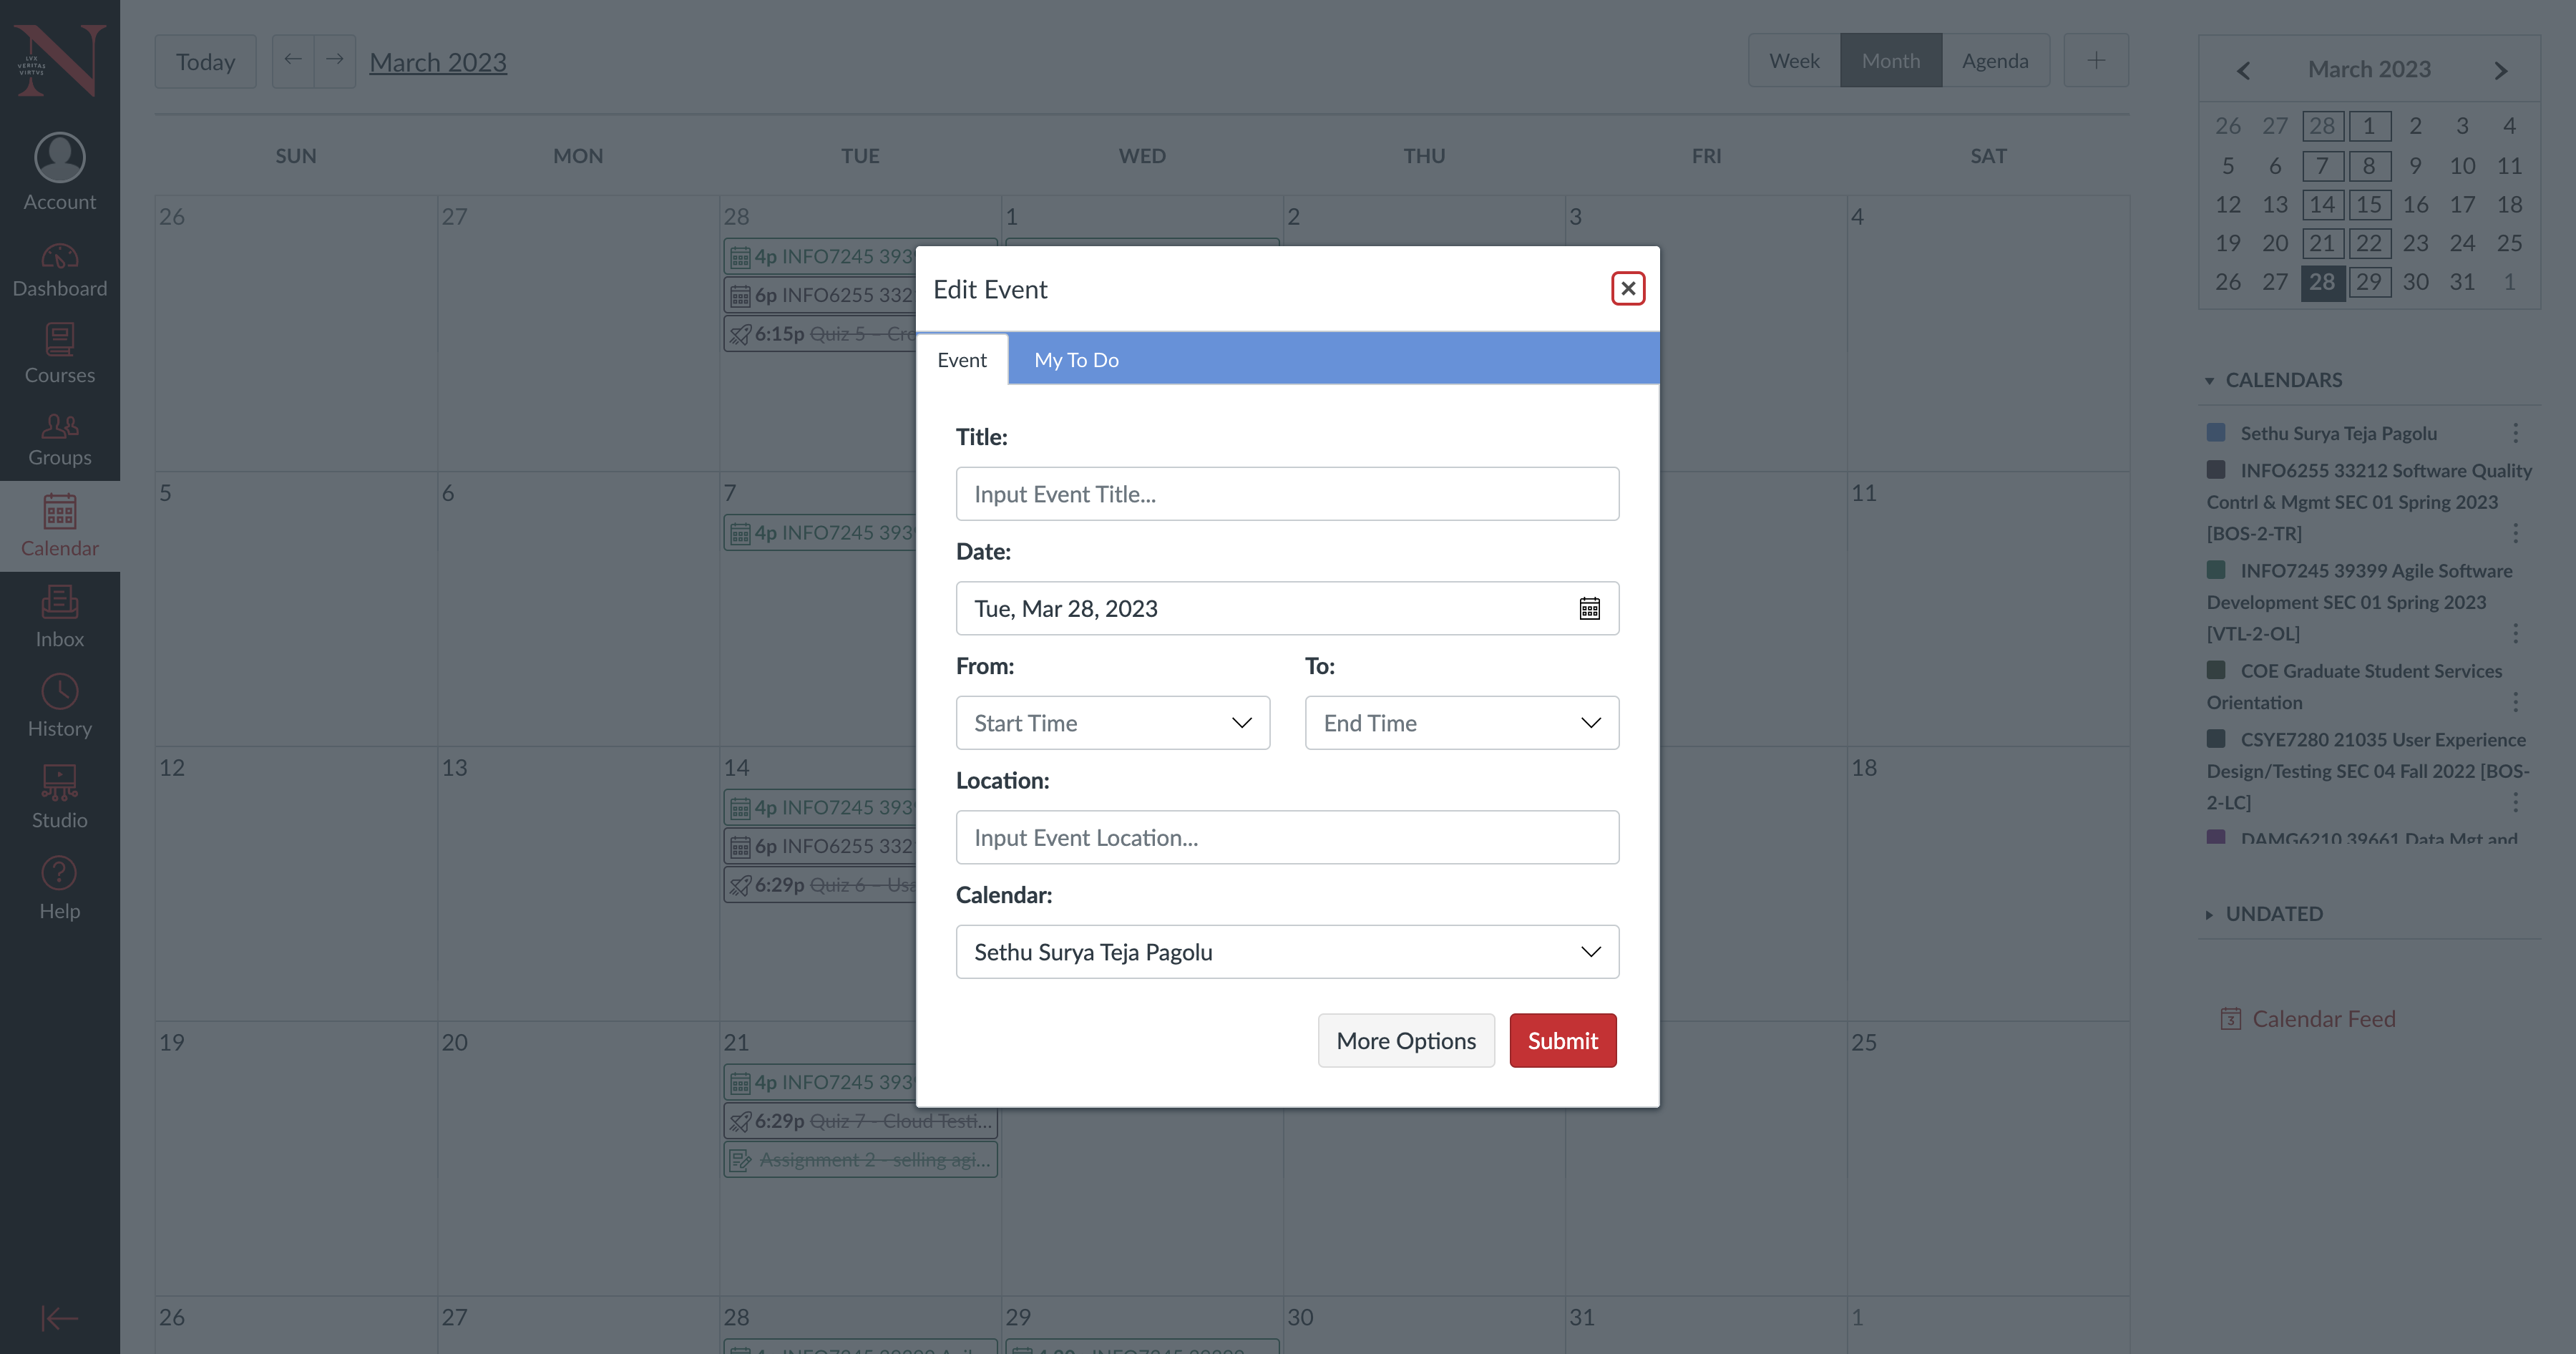 LVX
VERITAS
VIRTVS
Account
Dashboard
Courses
Groups
Calendar
Inbox
History
Studio
Help
Today
March 2023
Week
Month
Agenda
SUN MON TUE WED THU FRI SAT
26 27 28 1 2 3 4
4p INFO7245 393
6p INFO6255 332
6:15p Quiz 5 – Cro
5 6 7 11
4p INFO7245 393
12 13 14 18
4p INFO7245 393
6p INFO6255 332
6:29p Quiz 6 – Usa
19 20 21 25
4p INFO7245 393
6:29p Quiz 7 - Cloud Testi...
Assignment 2 - selling agi...
26 27 28 29 30 31 1
Edit Event
Event
My To Do
Title:
Input Event Title...
Date:
Tue, Mar 28, 2023
From: To:
Start Time End Time
Location:
Input Event Location...
Calendar:
Sethu Surya Teja Pagolu
More Options
Submit
March 2023
26 27 28 1 2 3 4
5 6 7 8 9 10 11
12 13 14 15 16 17 18
19 20 21 22 23 24 25
26 27 28 29 30 31 1
CALENDARS
Sethu Surya Teja Pagolu
INFO6255 33212 Software Quality
Contrl & Mgmt SEC 01 Spring 2023
[BOS-2-TR]
INFO7245 39399 Agile Software
Development SEC 01 Spring 2023
[VTL-2-OL]
COE Graduate Student Services
Orientation
CSYE7280 21035 User Experience
Design/Testing SEC 04 Fall 2022 [BOS-
2-LC]
DAMG6210 39661 Data Mgt and
UNDATED
3
Calendar Feed